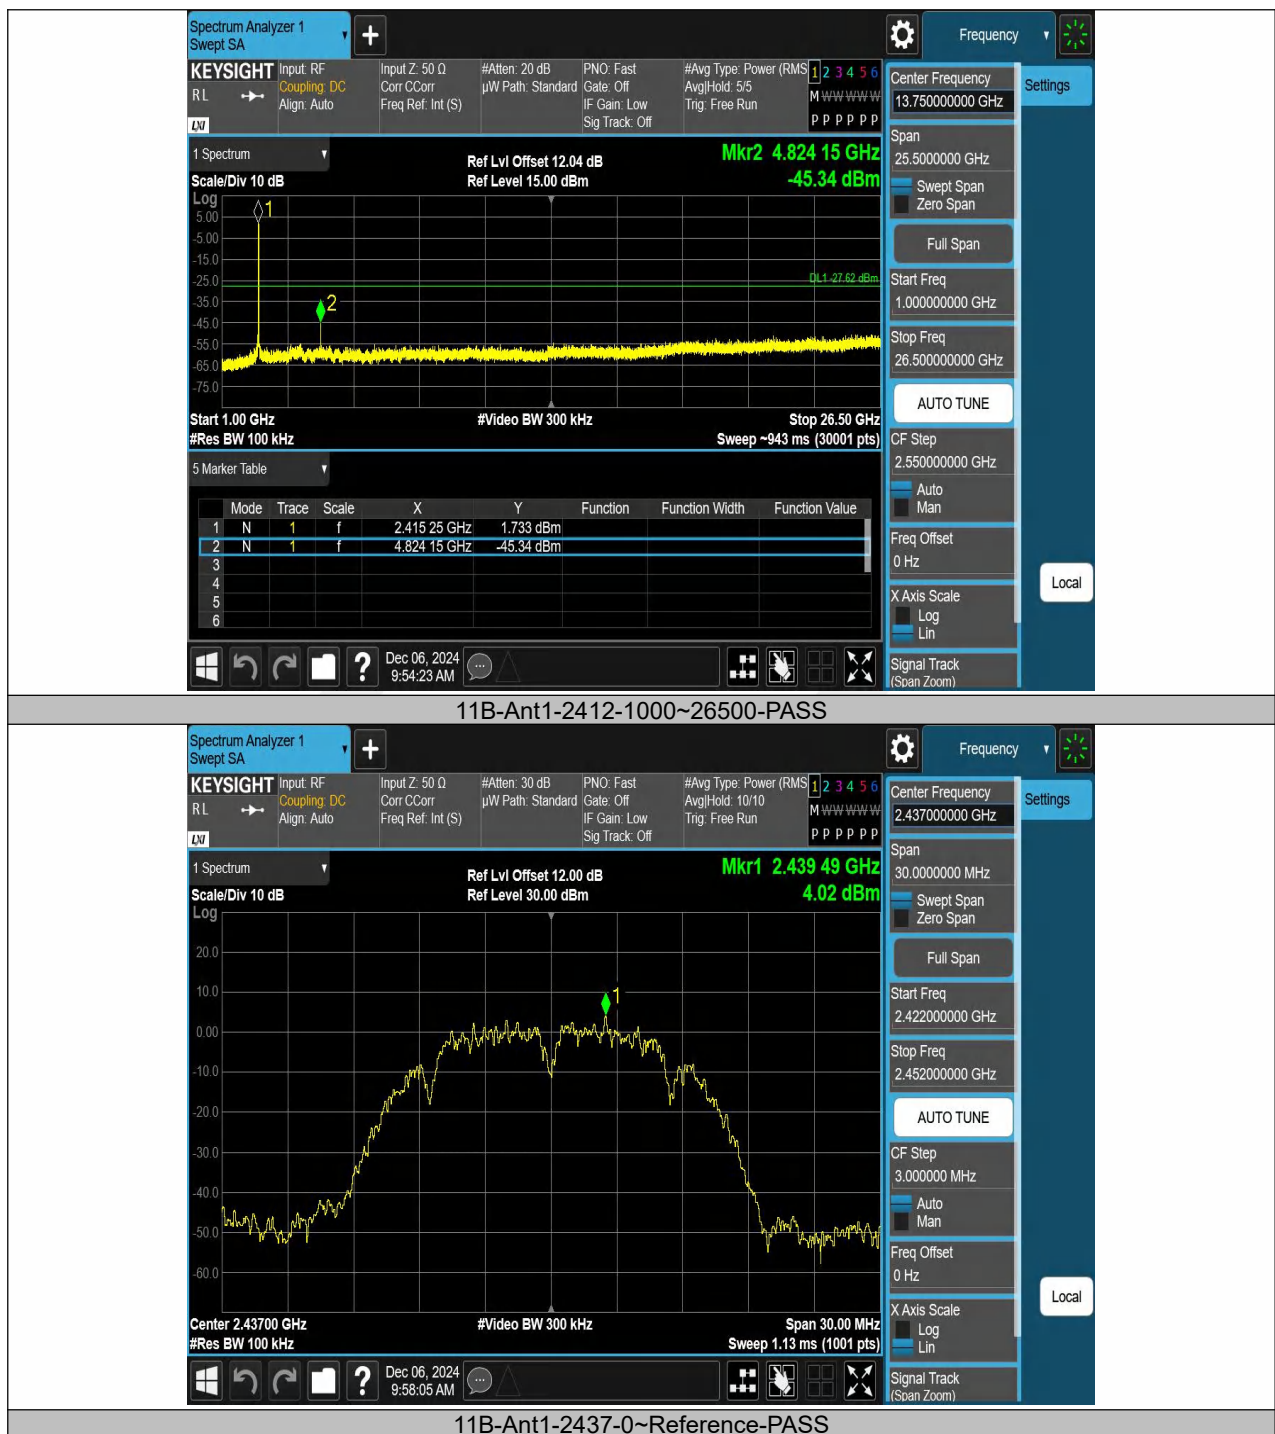 Spectrum Analyzer 1
Swept SA
+
Frequency
KEYSIGHT
RL
LXI
Input: RF
Coupling: DC
Align: Auto
Input Z: 50 Ω
Corr CCorr
Freq Ref: Int (S)
#Atten: 20 dB
µW Path: Standard
PNO: Fast
Gate: Off
IF Gain: Low
Sig Track: Off
#Avg Type: Power (RMS
Avg|Hold: 5/5
Trig: Free Run
1 2 3 4 5 6
M W W W W W
P P P P P P
1 Spectrum
Scale/Div 10 dB
Ref Lvl Offset 12.04 dB
Ref Level 15.00 dBm
Mkr2 4.824 15 GHz
-45.34 dBm
Log
5.00
-5.00
-15.0
-25.0
-35.0
-45.0
-55.0
-65.0
-75.0
1
2
DL1 -27.62 dBm
Start 1.00 GHz
#Res BW 100 kHz
#Video BW 300 kHz
Stop 26.50 GHz
Sweep ~943 ms (30001 pts)
5 Marker Table
Mode Trace Scale X Y Function Function Width Function Value
1 N 1 f 2.415 25 GHz 1.733 dBm
2 N 1 f 4.824 15 GHz -45.34 dBm
3
4
5
6
?
Dec 06, 2024
9:54:23 AM
Center Frequency
13.750000000 GHz
Settings
Span
25.5000000 GHz
Swept Span
Zero Span
Full Span
Start Freq
1.000000000 GHz
Stop Freq
26.500000000 GHz
AUTO TUNE
CF Step
2.550000000 GHz
Auto
Man
Freq Offset
0 Hz
Local
X Axis Scale
Log
Lin
Signal Track
(Span Zoom)
11B-Ant1-2412-1000~26500-PASS
Spectrum Analyzer 1
Swept SA
+
Frequency
KEYSIGHT
RL
LXI
Input: RF
Coupling: DC
Align: Auto
Input Z: 50 Ω
Corr CCorr
Freq Ref: Int (S)
#Atten: 30 dB
µW Path: Standard
PNO: Fast
Gate: Off
IF Gain: Low
Sig Track: Off
#Avg Type: Power (RMS
Avg|Hold: 10/10
Trig: Free Run
1 2 3 4 5 6
M W W W W W
P P P P P P
1 Spectrum
Scale/Div 10 dB
Ref Lvl Offset 12.00 dB
Ref Level 30.00 dBm
Mkr1 2.439 49 GHz
4.02 dBm
Log
20.0
10.0
0.00
-10.0
-20.0
-30.0
-40.0
-50.0
-60.0
1
Center 2.43700 GHz
#Res BW 100 kHz
#Video BW 300 kHz
Span 30.00 MHz
Sweep 1.13 ms (1001 pts)
?
Dec 06, 2024
9:58:05 AM
Center Frequency
2.437000000 GHz
Settings
Span
30.0000000 MHz
Swept Span
Zero Span
Full Span
Start Freq
2.422000000 GHz
Stop Freq
2.452000000 GHz
AUTO TUNE
CF Step
3.000000 MHz
Auto
Man
Freq Offset
0 Hz
Local
X Axis Scale
Log
Lin
Signal Track
(Span Zoom)
11B-Ant1-2437-0~Reference-PASS